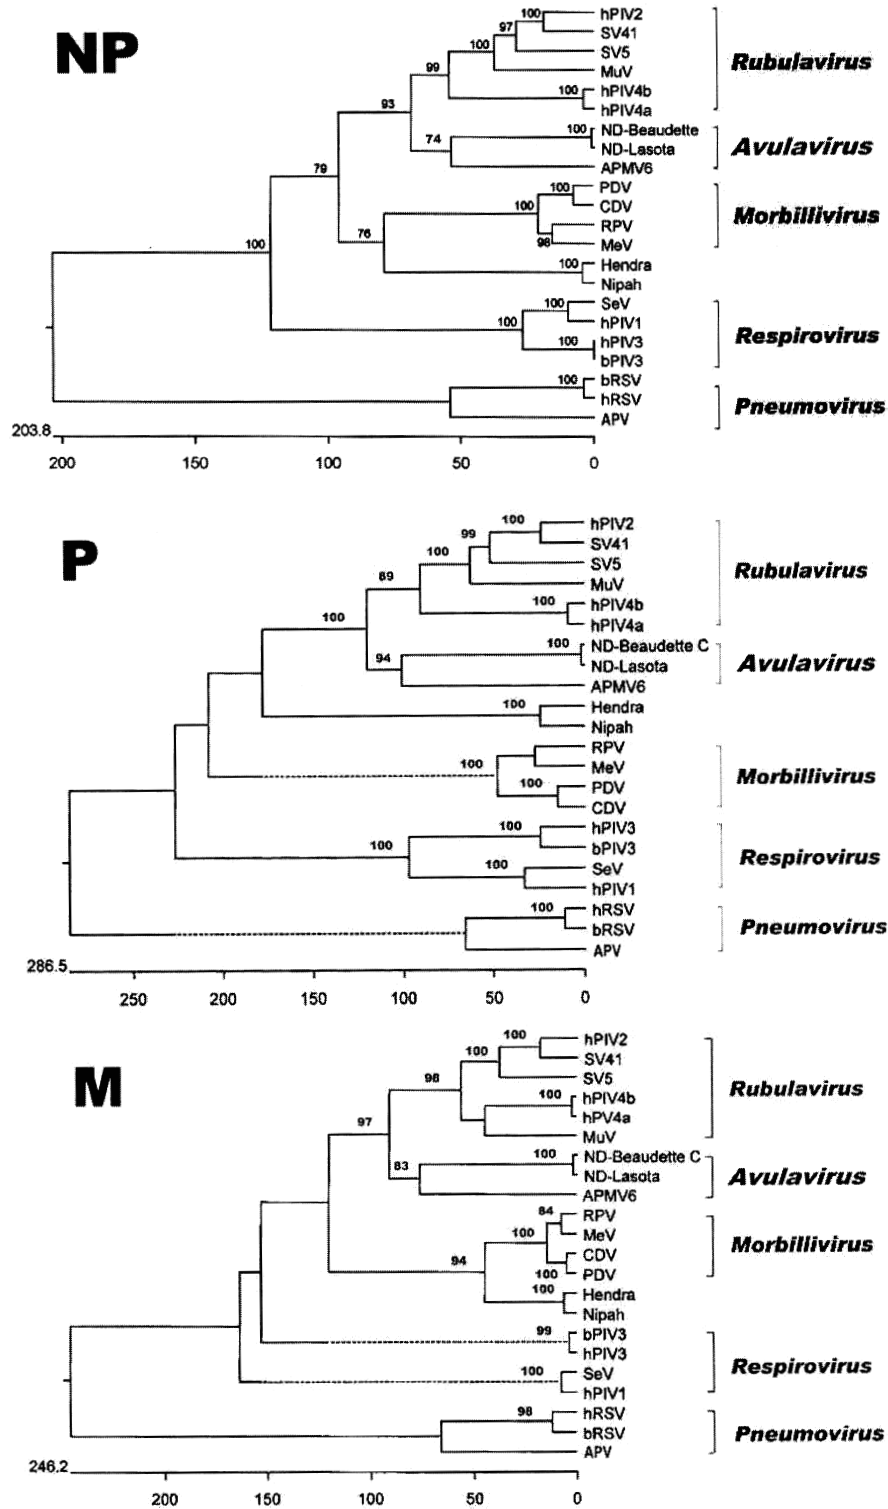 NP
100 hPIV2
97 SV41
100 SV5
99 MuV
Rubulavirus
100 hPIV4b
hPIV4a
93
100 ND-Beaudette
74 ND-Lasota
APMV6
Avulavirus
79
100 PDV
100 CDV
RPV
98 MeV
Morbillivirus
76
100 Hendra
Nipah
100
100 SeV
100 hPIV1
100 hPIV3
bPIV3
Respirovirus
100 bRSV
hRSV
APV
Pneumovirus
203.8
200 150 100 50 0
P
100 hPIV2
99 SV41
100 SV5
89 MuV
Rubulavirus
100 hPIV4b
hPIV4a
100
100 ND-Beaudette C
94 ND-Lasota
APMV6
Avulavirus
100 Hendra
Nipah
100 RPV
MeV
100 PDV
CDV
Morbillivirus
100 hPIV3
100 bPIV3
100 SeV
hPIV1
Respirovirus
100 hRSV
bRSV
APV
Pneumovirus
286.5
250 200 150 100 50 0
M
100 hPIV2
100 SV41
98 SV5
100 hPIV4b
hPV4a
MuV
Rubulavirus
97
100 ND-Beaudette C
83 ND-Lasota
APMV6
Avulavirus
84 RPV
100 MeV
CDV
100 PDV
Morbillivirus
94
100 Hendra
Nipah
99 bPIV3
hPIV3
100 SeV
hPIV1
Respirovirus
98 hRSV
bRSV
APV
Pneumovirus
246.2
200 150 100 50 0